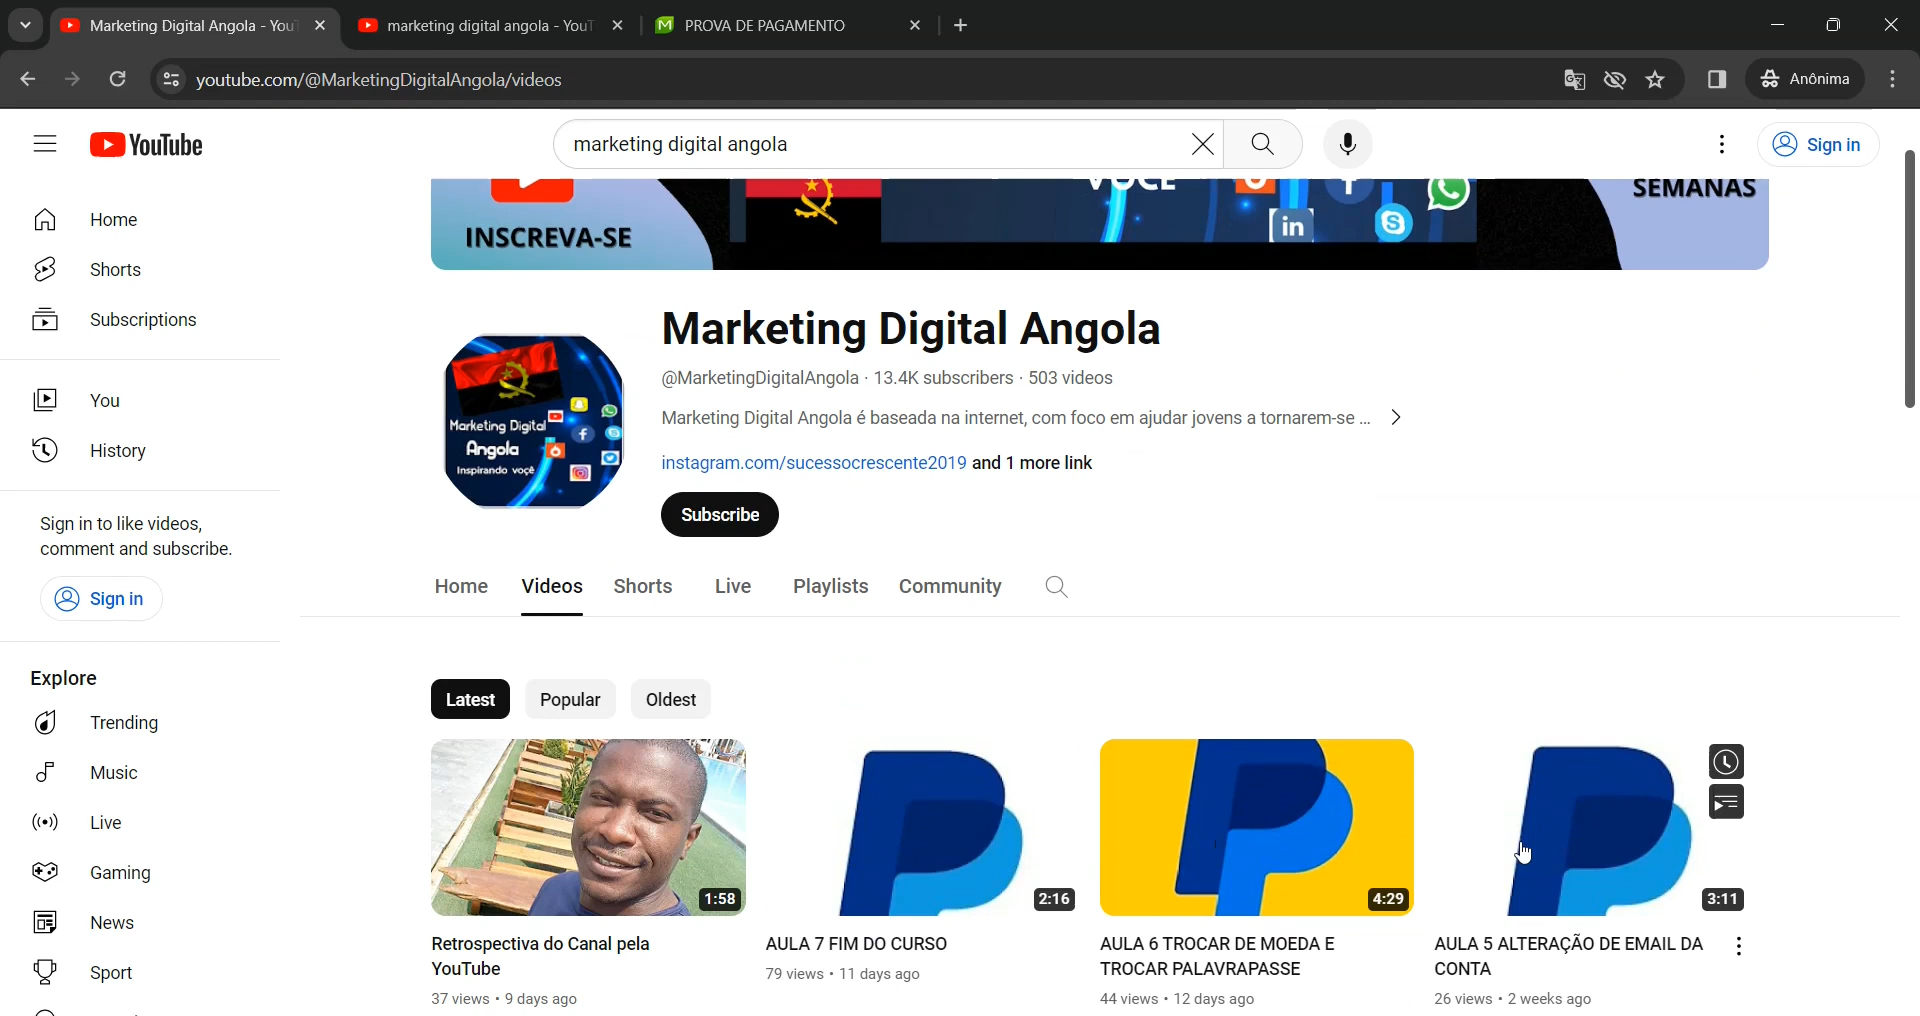 Marketing Digital Angola - You
marketing digital angola - YouT
PROVA DE PAGAMENTO
youtube.com/@MarketingDigitalAngola/videos
Anônima
YouTube
marketing digital angola
Sign in
Home
Shorts
Subscriptions
You
History
Sign in to like videos,
comment and subscribe.
Sign in
Explore
Trending
Music
Live
Gaming
News
Sport
INSCREVA-SE
VOCÊ
in
SEMANAS
Marketing Digital
Angola
Inspirando você
Marketing Digital Angola
@MarketingDigitalAngola · 13.4K subscribers · 503 videos
Marketing Digital Angola é baseada na internet, com foco em ajudar jovens a tornarem-se ...
instagram.com/sucessocrescente2019 and 1 more link
Subscribe
Home Videos Shorts Live Playlists Community
Latest Popular Oldest
1:58
2:16
4:29
3:11
Retrospectiva do Canal pela
YouTube
37 views • 9 days ago
AULA 7 FIM DO CURSO
79 views • 11 days ago
AULA 6 TROCAR DE MOEDA E
TROCAR PALAVRAPASSE
44 views • 12 days ago
AULA 5 ALTERAÇÃO DE EMAIL DA
CONTA
26 views • 2 weeks ago